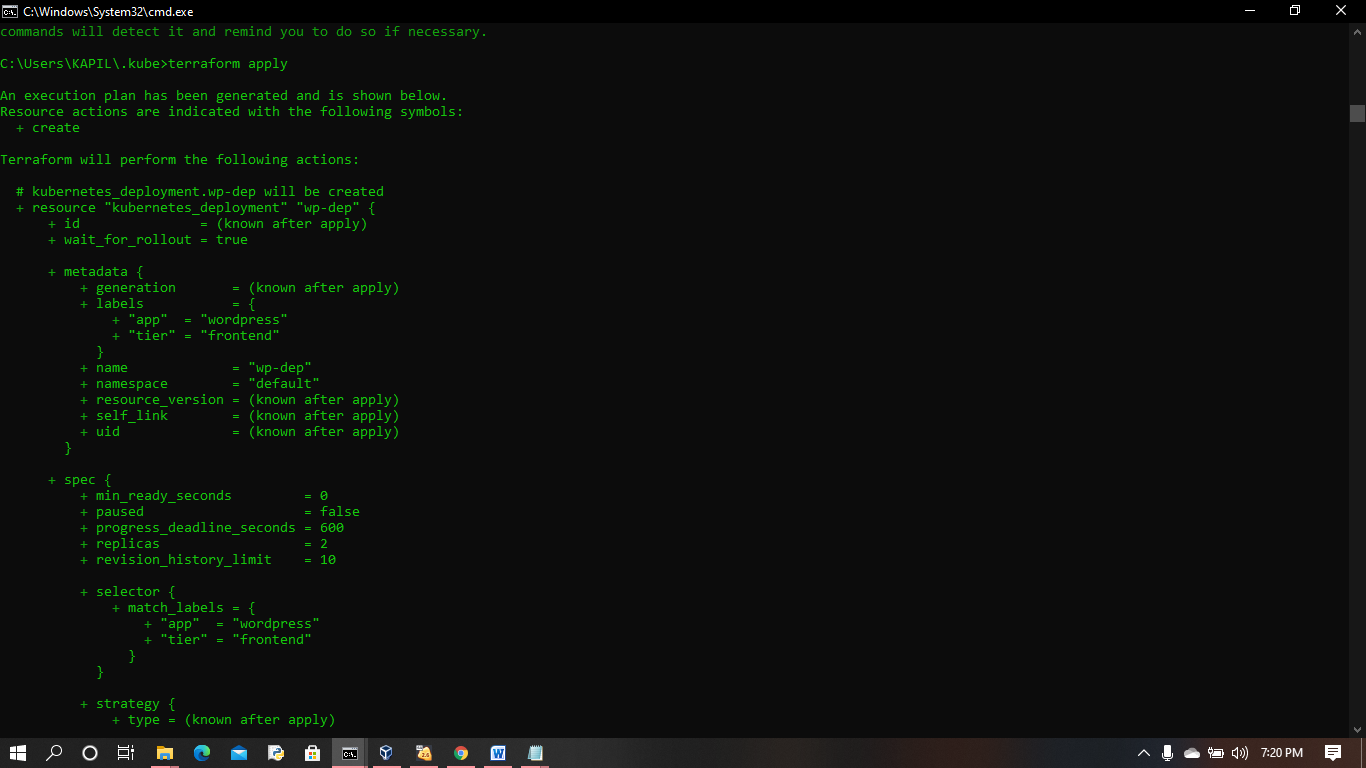 C:\Windows\System32\cmd.exe
commands will detect it and remind you to do so if necessary.
C:\Users\KAPIL\.kube>terraform apply
An execution plan has been generated and is shown below.
Resource actions are indicated with the following symbols:
  + create
Terraform will perform the following actions:
  # kubernetes_deployment.wp-dep will be created
  + resource "kubernetes_deployment" "wp-dep" {
      + id               = (known after apply)
      + wait_for_rollout = true
      + metadata {
          + generation       = (known after apply)
          + labels           = {
              + "app"  = "wordpress"
              + "tier" = "frontend"
            }
          + name             = "wp-dep"
          + namespace        = "default"
          + resource_version = (known after apply)
          + self_link        = (known after apply)
          + uid              = (known after apply)
        }
      + spec {
          + min_ready_seconds         = 0
          + paused                    = false
          + progress_deadline_seconds = 600
          + replicas                  = 2
          + revision_history_limit    = 10
          + selector {
              + match_labels = {
                  + "app"  = "wordpress"
                  + "tier" = "frontend"
                }
            }
          + strategy {
              + type = (known after apply)
7:20 PM